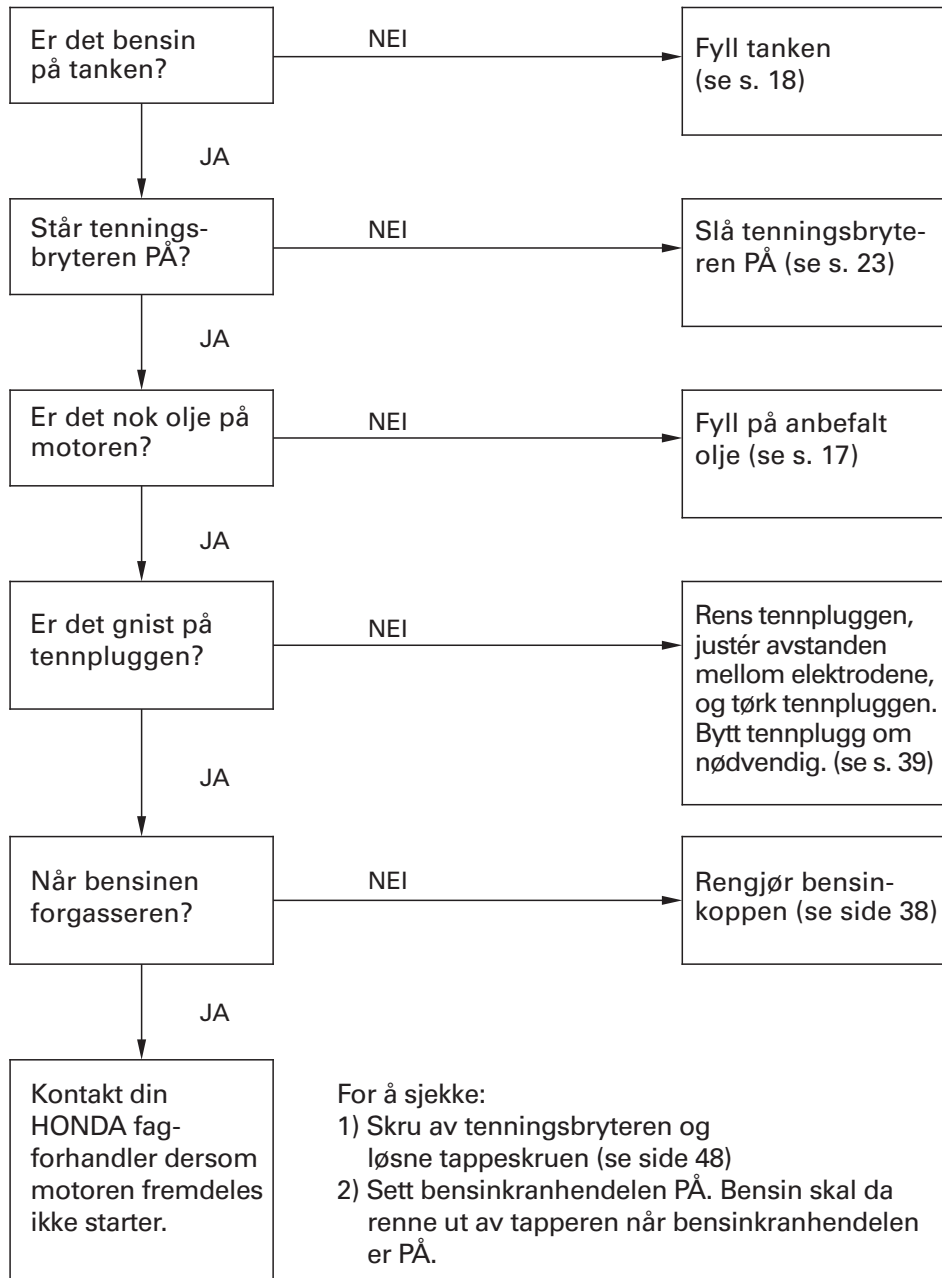 Er det bensin
på tanken?
NEI
Fyll tanken
(se s. 18)
JA
Står tennings-
bryteren PÅ?
NEI
Slå tenningsbryte-
ren PÅ (se s. 23)
JA
Er det nok olje på
motoren?
NEI
Fyll på anbefalt
olje (se s. 17)
JA
Er det gnist på
tennpluggen?
NEI
Rens tennpluggen,
justér avstanden
mellom elektrodene,
og tørk tennpluggen.
Bytt tennplugg om
nødvendig. (se s. 39)
JA
Når bensinen
forgasseren?
NEI
Rengjør bensin-
koppen (se side 38)
JA
Kontakt din
HONDA fag-
forhandler dersom
motoren fremdeles
ikke starter.
For å sjekke:
1) Skru av tenningsbryteren og
løsne tappeskruen (se side 48)
2) Sett bensinkranhendelen PÅ. Bensin skal da
renne ut av tapperen når bensinkranhendelen
er PÅ.